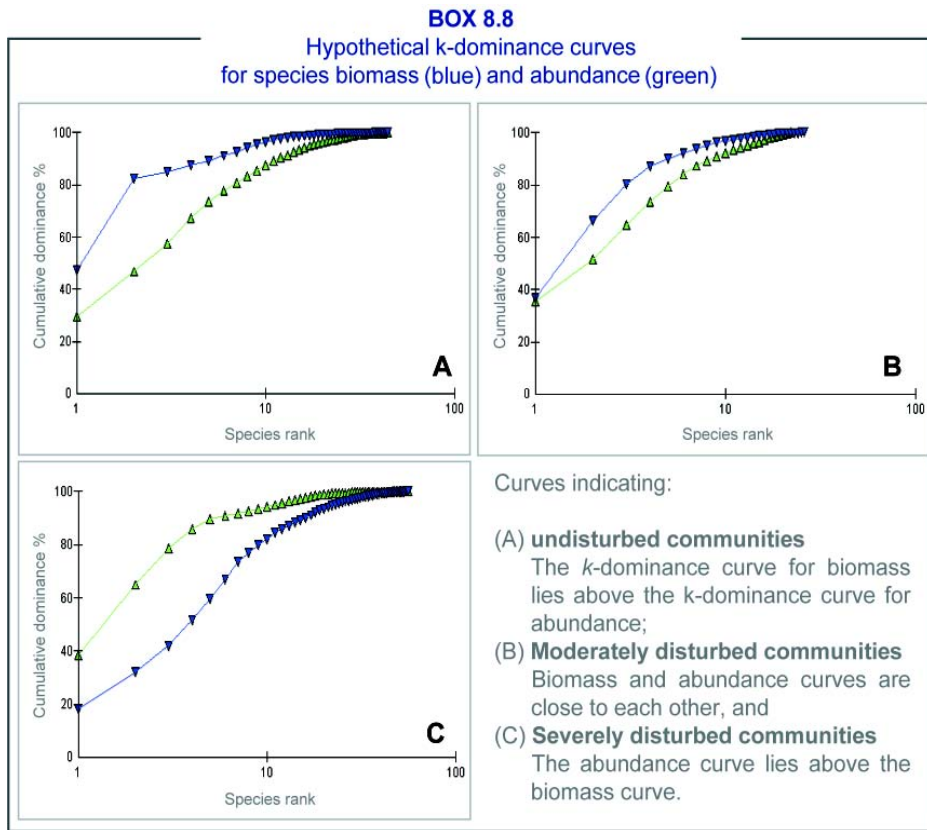 BOX 8.8
Hypothetical k-dominance curves
for species biomass (blue) and abundance (green)
Cumulative dominance %
100
80
60
40
20
0
1
10
100
Species rank
A
Cumulative dominance %
100
80
60
40
20
0
1
10
100
Species rank
B
Cumulative dominance %
100
80
60
40
20
0
1
10
100
Species rank
C
Curves indicating:
(A) undisturbed communities
The k-dominance curve for biomass
lies above the k-dominance curve for
abundance;
(B) Moderately disturbed communities
Biomass and abundance curves are
close to each other, and
(C) Severely disturbed communities
The abundance curve lies above the
biomass curve.